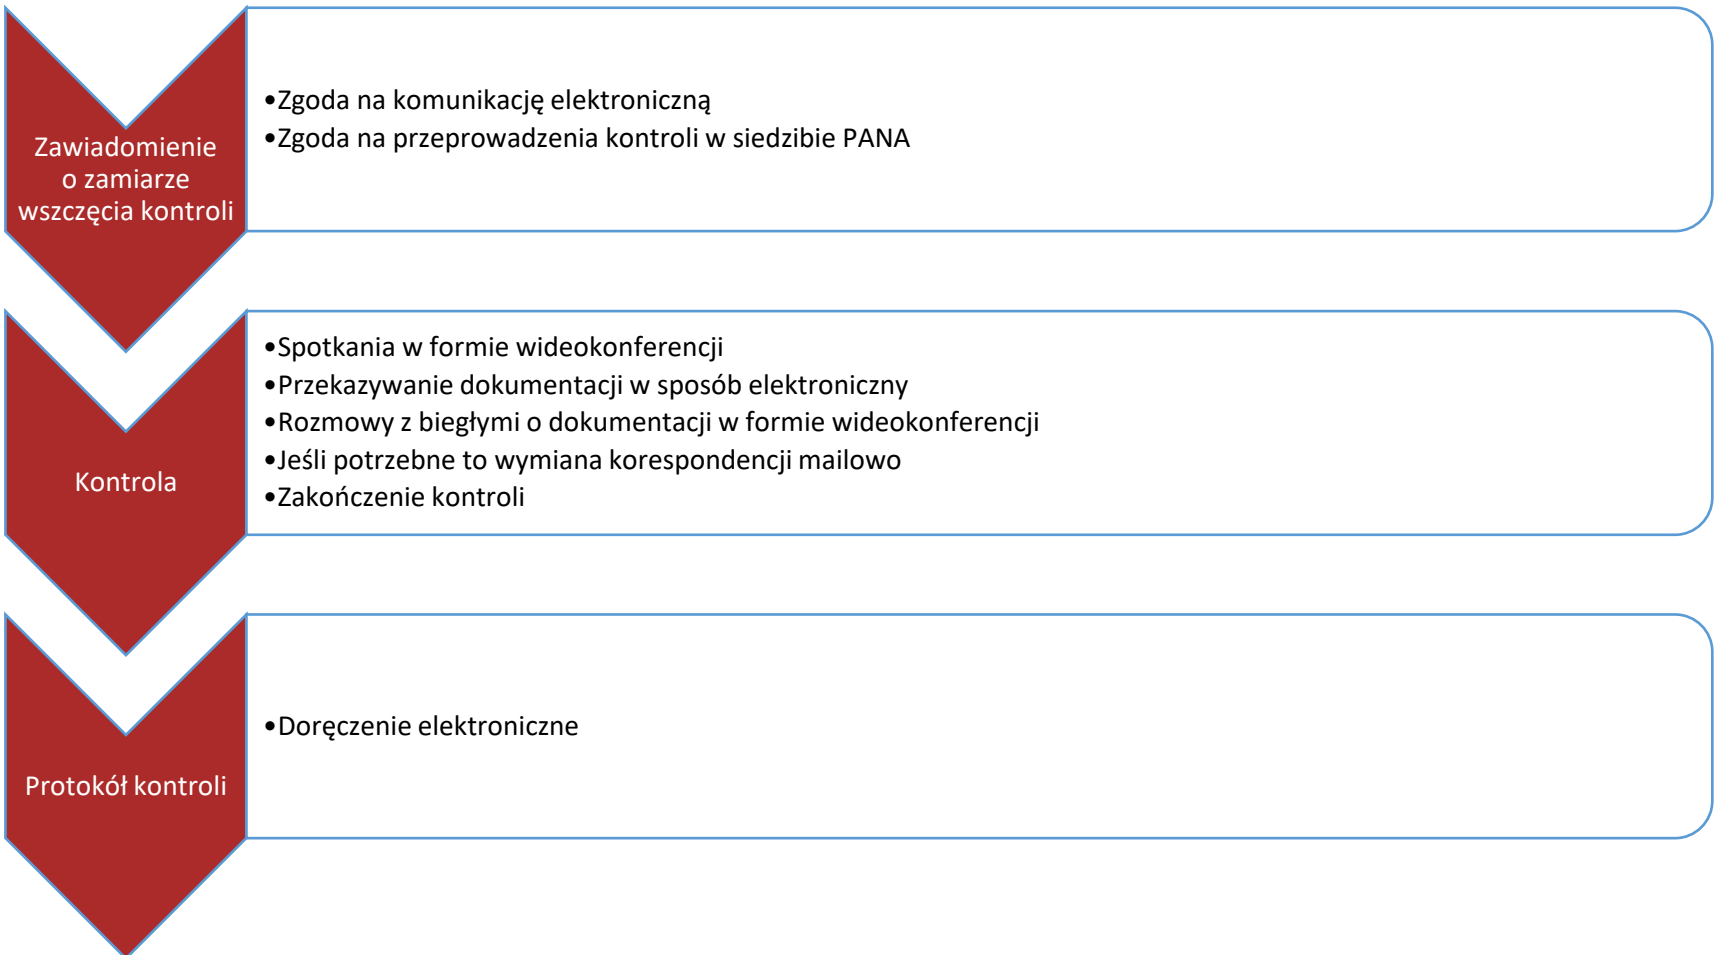 Zawiadomienie
o zamiarze
wszczęcia kontroli
•Zgoda na komunikację elektroniczną
•Zgoda na przeprowadzenia kontroli w siedzibie PANA
Kontrola
•Spotkania w formie wideokonferencji
•Przekazywanie dokumentacji w sposób elektroniczny
•Rozmowy z biegłymi o dokumentacji w formie wideokonferencji
•Jeśli potrzebne to wymiana korespondencji mailowo
•Zakończenie kontroli
Protokół kontroli
•Doręczenie elektroniczne